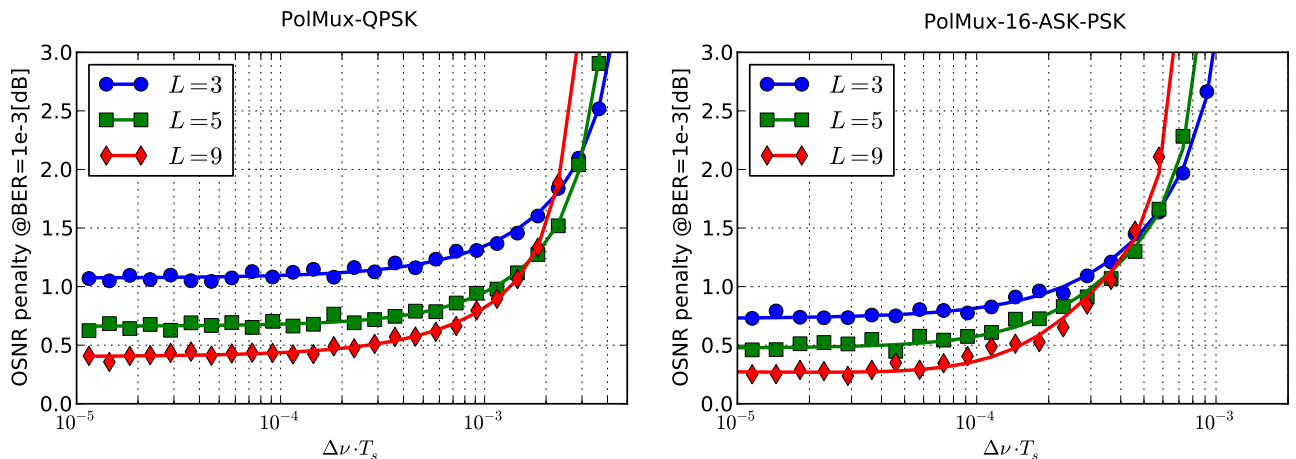 PolMux-QPSK
OSNR penalty @BER=1e-3[dB]
3.0
2.5
2.0
1.5
1.0
0.5
0.0
L=3
L=5
L=9
10^-5
10^-4
10^-3
Δν·T_s
PolMux-16-ASK-PSK
OSNR penalty @BER=1e-3[dB]
3.0
2.5
2.0
1.5
1.0
0.5
0.0
L=3
L=5
L=9
10^-5
10^-4
10^-3
Δν·T_s